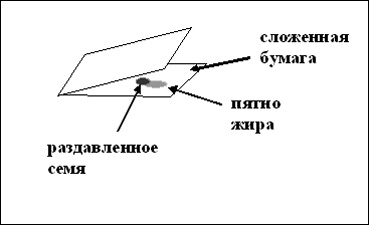 сложенная
бумага
пятно
жира
раздавленное
семя